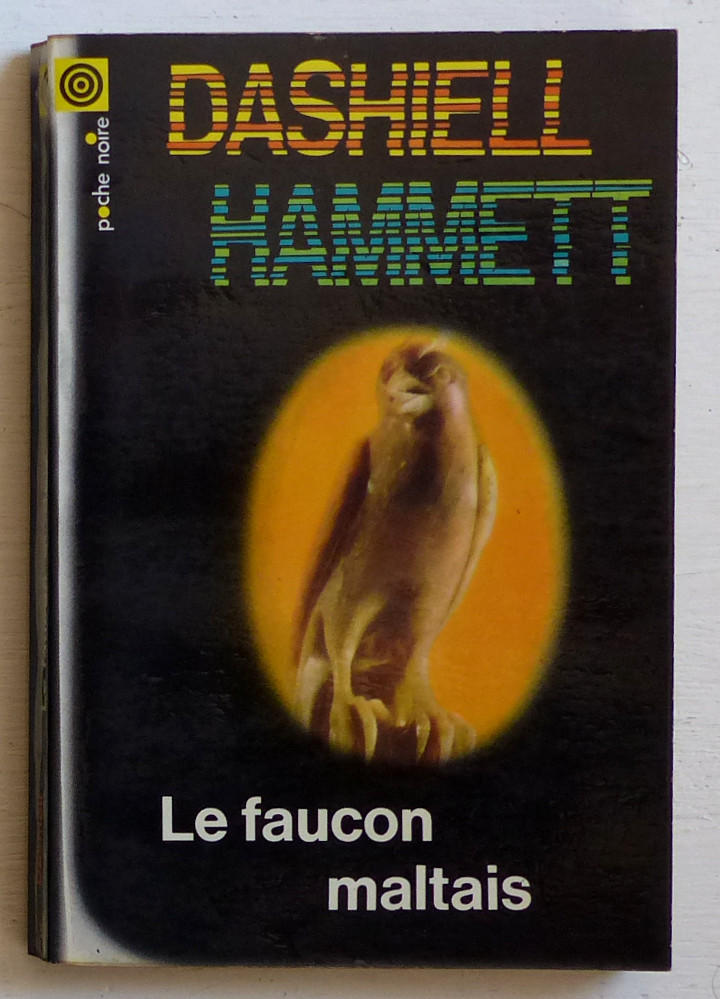 poche noire
DASHIELL
HAMMETT
Le faucon
maltais